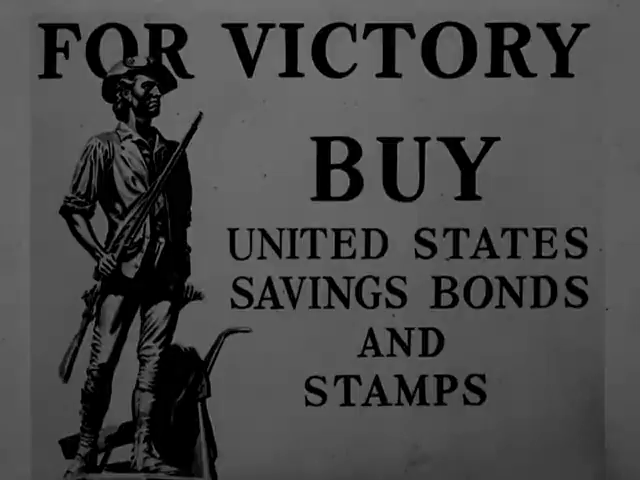 FOR VICTORY
BUY
UNITED STATES
SAVINGS BONDS
AND
STAMPS